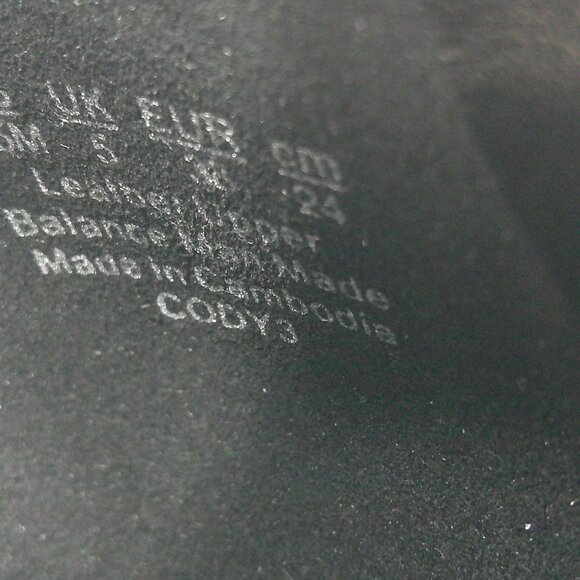 UK EUR cm
5 24
Leather Upper
Balance Man Made
Made in Cambodia
CODY3